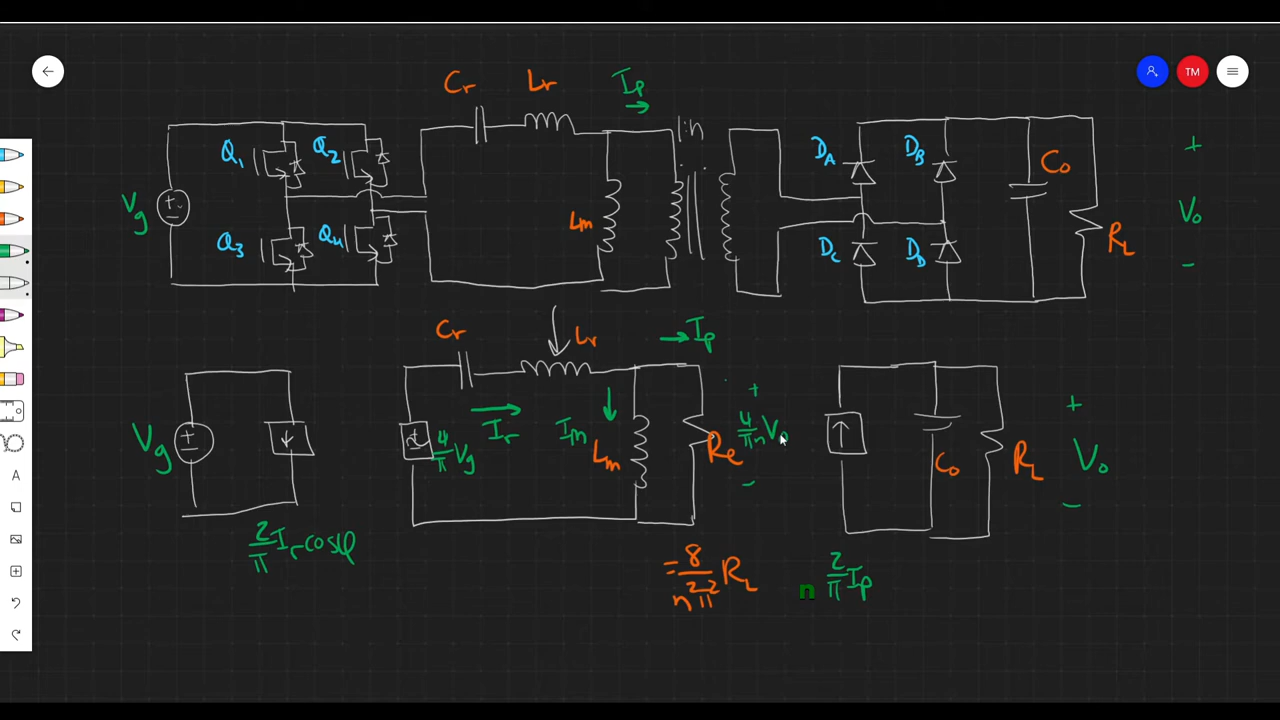 TM
Cr
Lr
Ip
1:n
Q1
Q2
DA
DB
Co
+
Vg
+
-
Lm
Vo
Q3
Q4
DC
DD
RL
-
Cr
Lr
Ip
+
+
Vg
+
-
4/π Vg
Ir
Im
Lm
Re
4/πn Vo
-
Co
RL
Vo
-
2/π Ir cosφ
= 8/n²π² RL
n 2/π Ip
A